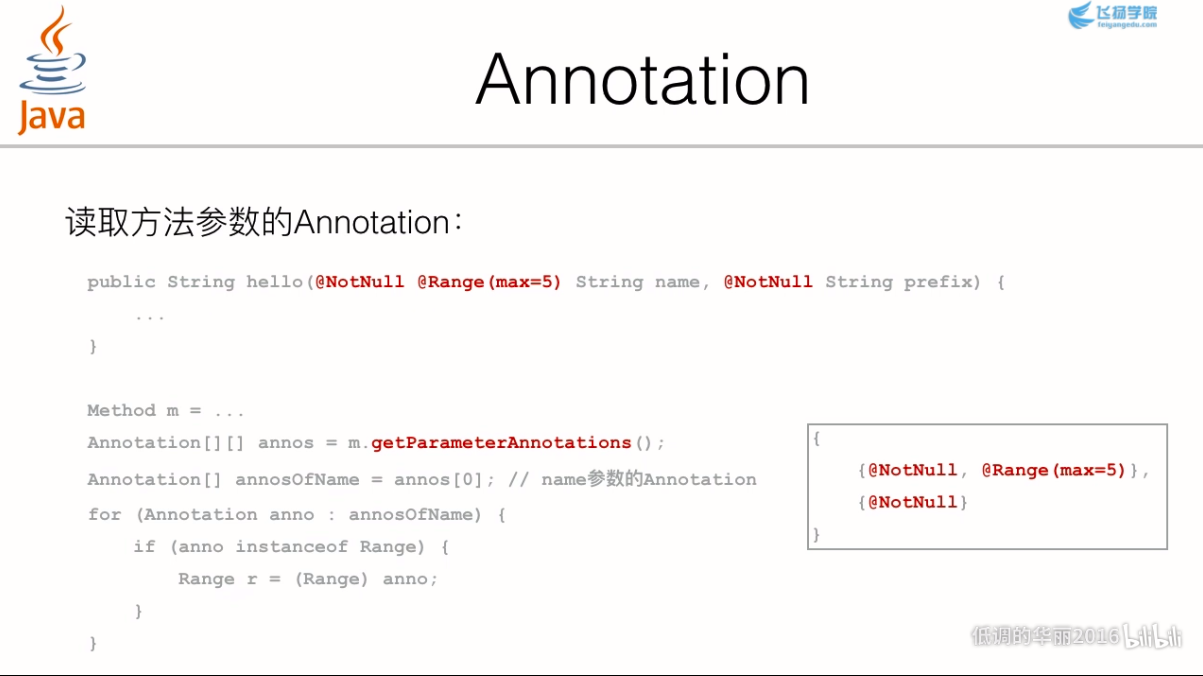 Java
飞扬学院
feiyangedu.com
Annotation
读取方法参数的Annotation：
public String hello(@NotNull @Range(max=5) String name, @NotNull String prefix) {
    ...
}
Method m = ...
Annotation[][] annos = m.getParameterAnnotations();
Annotation[] annosOfName = annos[0]; // name参数的Annotation
for (Annotation anno : annosOfName) {
    if (anno instanceof Range) {
        Range r = (Range) anno;
    }
}
{
    {@NotNull, @Range(max=5)},
    {@NotNull}
}
低调的华丽2016 bilibili